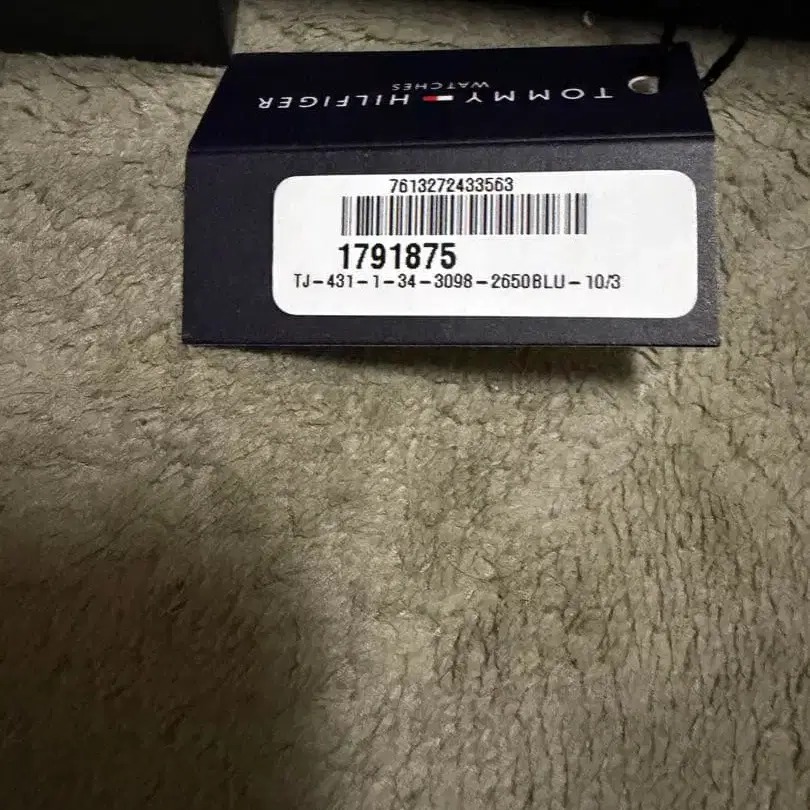 TOMMY HILFIGER
WATCHES
7613272433563
1791875
TJ-431-1-34-3098-2650BLU-10/3